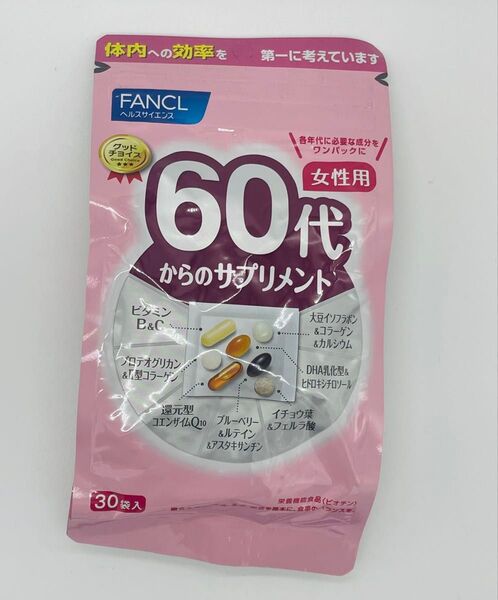 体内への効率を 第一に考えています
FANCL
ヘルスサイエンス
グッド
チョイス
Good Choice
各年代に必要な成分を
ワンパックに
女性用
60代
からのサプリメント
ビタミン
B&C
大豆イソフラボン
&コラーゲン
&カルシウム
プロテオグリカン
&II型コラーゲン
DHA乳化型&
ヒドロキシチロソール
還元型
コエンザイムQ10
ブルーベリー
&ルテイン
&アスタキサンチン
イチョウ葉
&フェルラ酸
30袋入
栄養機能食品(ビオチン)